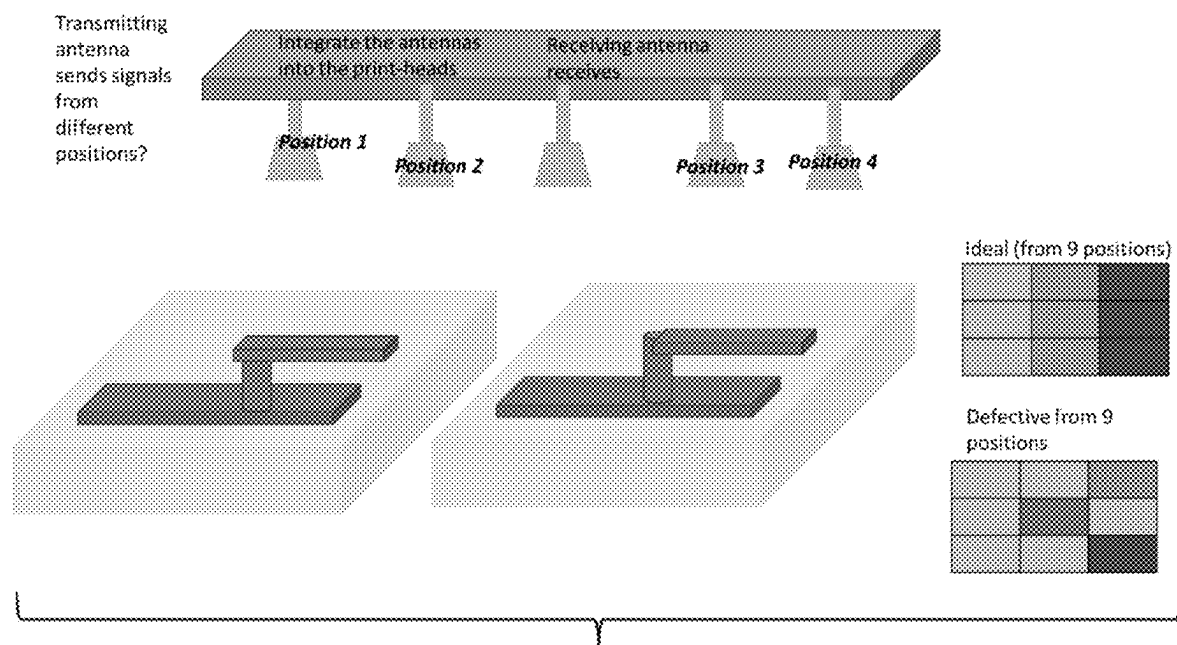 Transmitting
antenna
sends signals
from
different
positions?
Integrate the antennas
into the print-heads
Receiving antenna
receives
Position 1
Position 2
Position 3
Position 4
Ideal (from 9 positions)
Defective from 9
positions